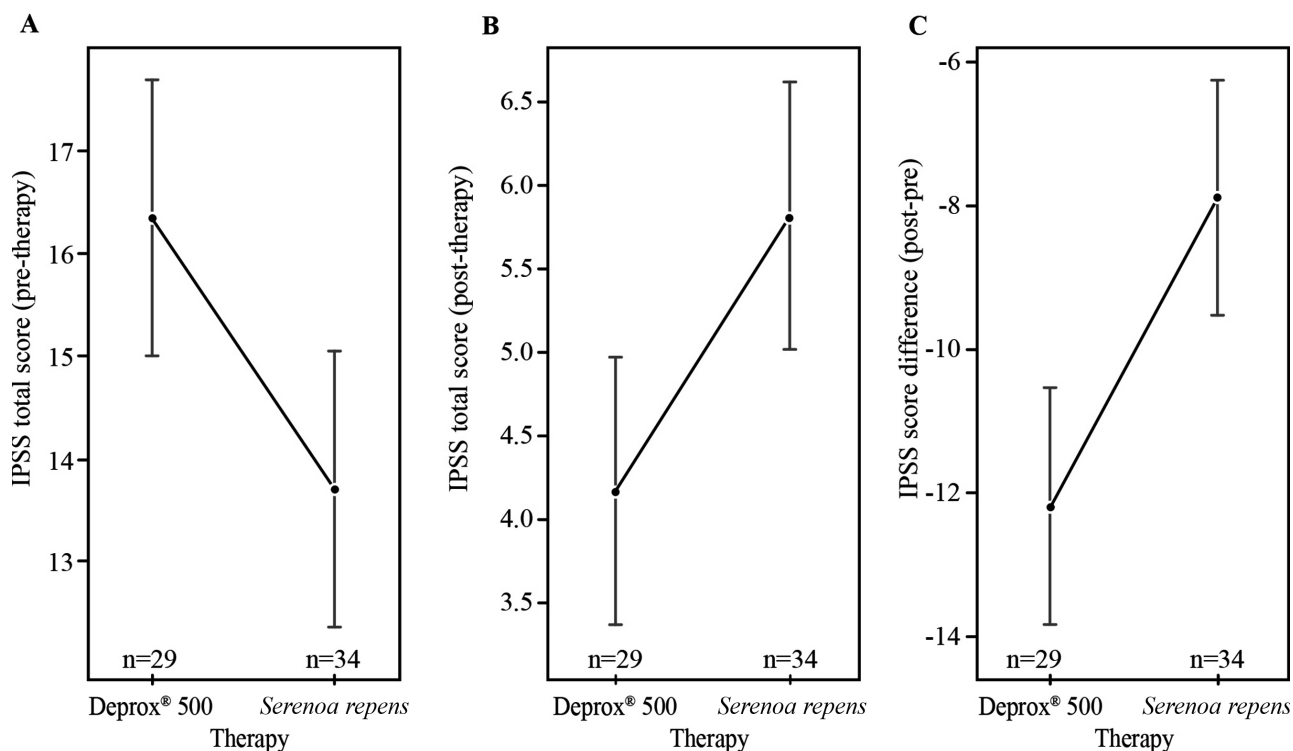 A
IPSS total score (pre-therapy)
17
16
15
14
13
n=29
n=34
Deprox® 500
Serenoa repens
Therapy
B
IPSS total score (post-therapy)
6.5
6.0
5.5
5.0
4.5
4.0
3.5
n=29
n=34
Deprox® 500
Serenoa repens
Therapy
C
IPSS score difference (post-pre)
-6
-8
-10
-12
-14
n=29
n=34
Deprox® 500
Serenoa repens
Therapy